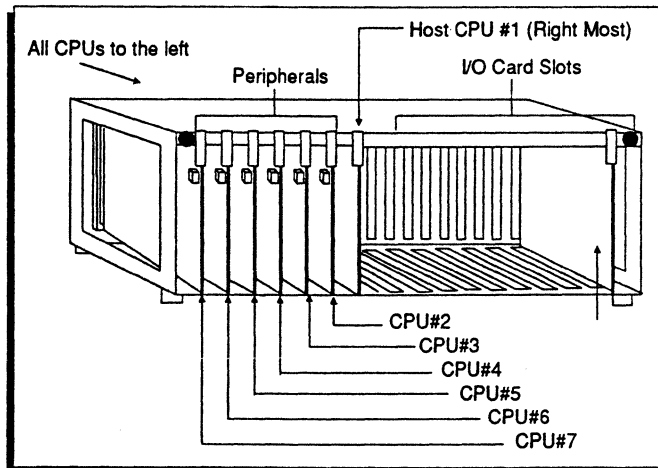 Host CPU #1 (Right Most)
All CPUs to the left
Peripherals
I/O Card Slots
CPU#2
CPU#3
CPU#4
CPU#5
CPU#6
CPU#7